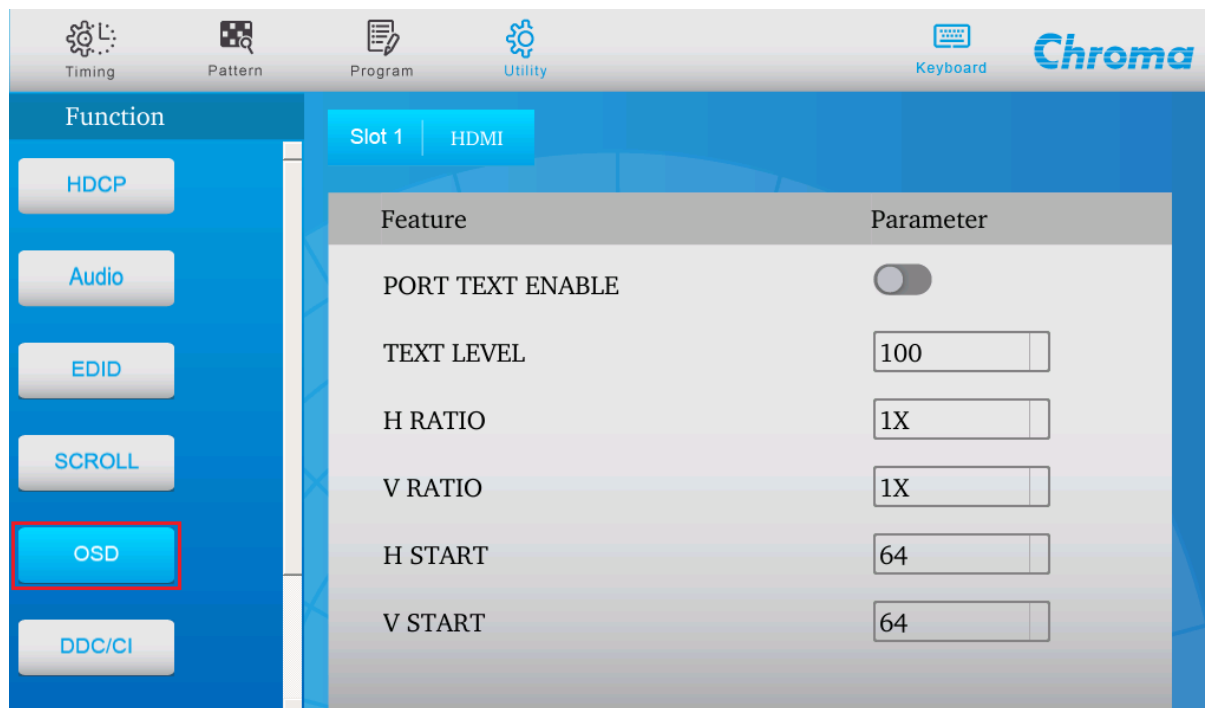 Timing Pattern Program Utility Keyboard Chroma
Function
Slot 1 HDMI
HDCP
Audio
EDID
SCROLL
OSD
DDC/CI
Feature Parameter
PORT TEXT ENABLE
TEXT LEVEL 100
H RATIO 1X
V RATIO 1X
H START 64
V START 64